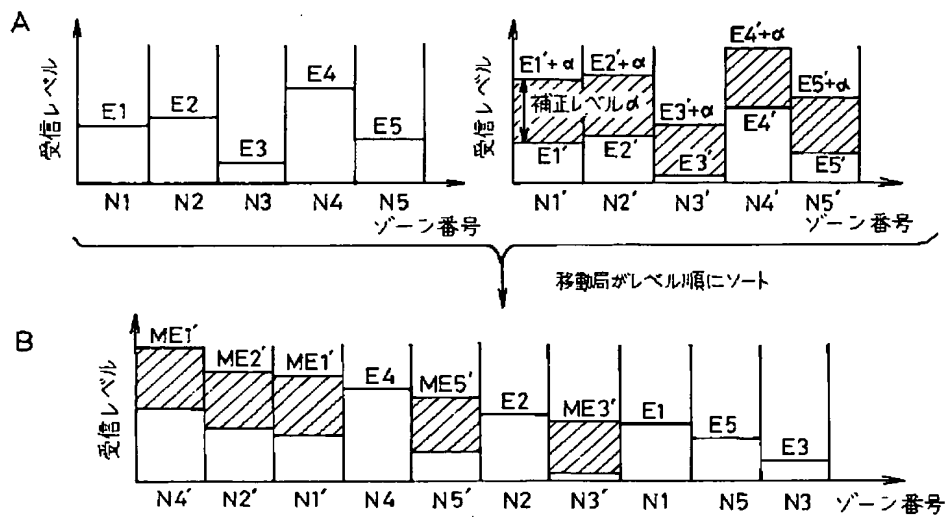 A
受信レベル
E1
E2
E3
E4
E5
N1 N2 N3 N4 N5
ゾーン番号
受信レベル
E1′+α
E2′+α
E3′+α
E4′+α
E5′+α
補正レベルα
E1′
E2′
E3′
E4′
E5′
N1′ N2′ N3′ N4′ N5′
ゾーン番号
移動局がレベル順にソート
B
受信レベル
ME1′
ME2′
ME1′
E4
ME5′
E2
ME3′
E1
E5
E3
N4′ N2′ N1′ N4 N5′ N2 N3′ N1 N5 N3 ゾーン番号